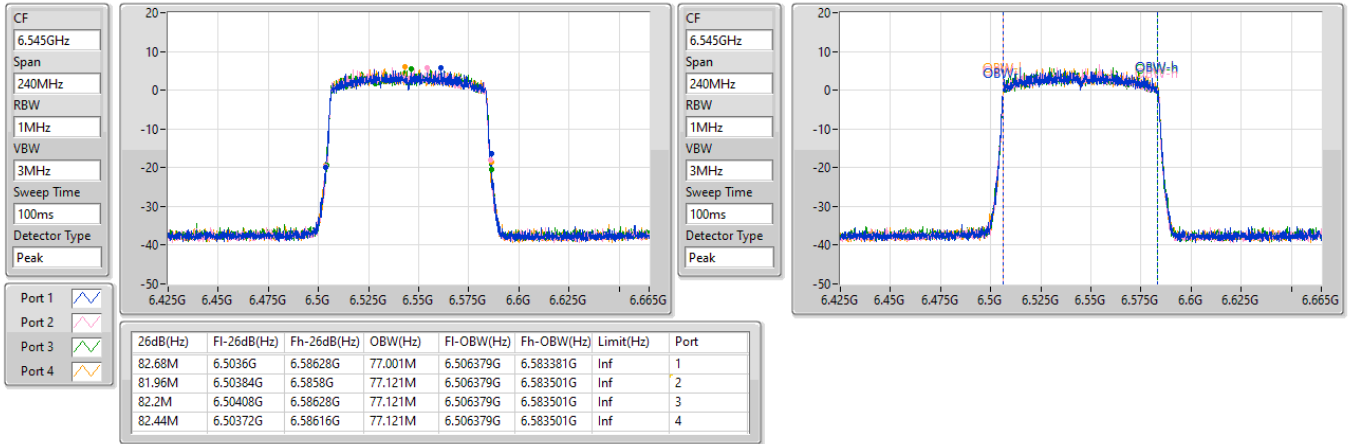 CF
6.545GHz
Span
240MHz
RBW
1MHz
VBW
3MHz
Sweep Time
100ms
Detector Type
Peak
20
10
0
-10
-20
-30
-40
-50
6.425G 6.45G 6.475G 6.5G 6.525G 6.55G 6.575G 6.6G 6.625G 6.665G
CF
6.545GHz
Span
240MHz
RBW
1MHz
VBW
3MHz
Sweep Time
100ms
Detector Type
Peak
20
10
0
-10
-20
-30
-40
-50
OBW-l
OBW-h
6.425G 6.45G 6.475G 6.5G 6.525G 6.55G 6.575G 6.6G 6.625G 6.665G
Port 1
Port 2
Port 3
Port 4
26dB(Hz) Fl-26dB(Hz) Fh-26dB(Hz) OBW(Hz) Fl-OBW(Hz) Fh-OBW(Hz) Limit(Hz) Port
82.68M 6.5036G 6.58628G 77.001M 6.506379G 6.583381G Inf 1
81.96M 6.50384G 6.5858G 77.121M 6.506379G 6.583501G Inf 2
82.2M 6.50408G 6.58628G 77.121M 6.506379G 6.583501G Inf 3
82.44M 6.50372G 6.58616G 77.121M 6.506379G 6.583501G Inf 4